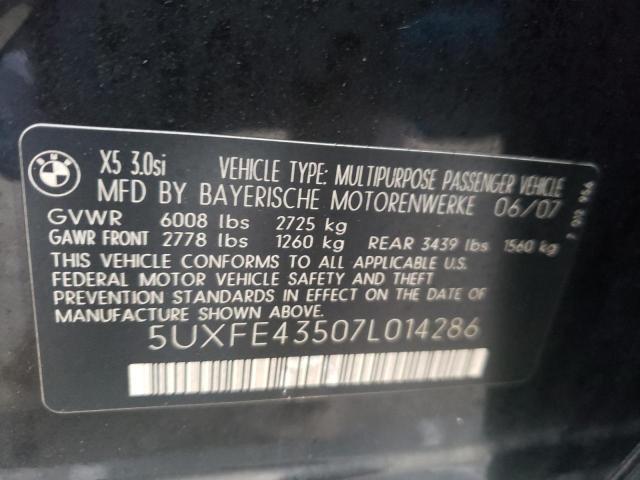 BMW
X5 3.0si VEHICLE TYPE: MULTIPURPOSE PASSENGER VEHICLE
MFD BY BAYERISCHE MOTORENWERKE 06/07
GVWR 6008 lbs 2725 kg
GAWR FRONT 2778 lbs 1260 kg REAR 3439 lbs 1560 kg
THIS VEHICLE CONFORMS TO ALL APPLICABLE U.S.
FEDERAL MOTOR VEHICLE SAFETY AND THEFT
PREVENTION STANDARDS IN EFFECT ON THE DATE OF
MANUFACTURE SHOWN ABOVE.
5UXFE43507L014286